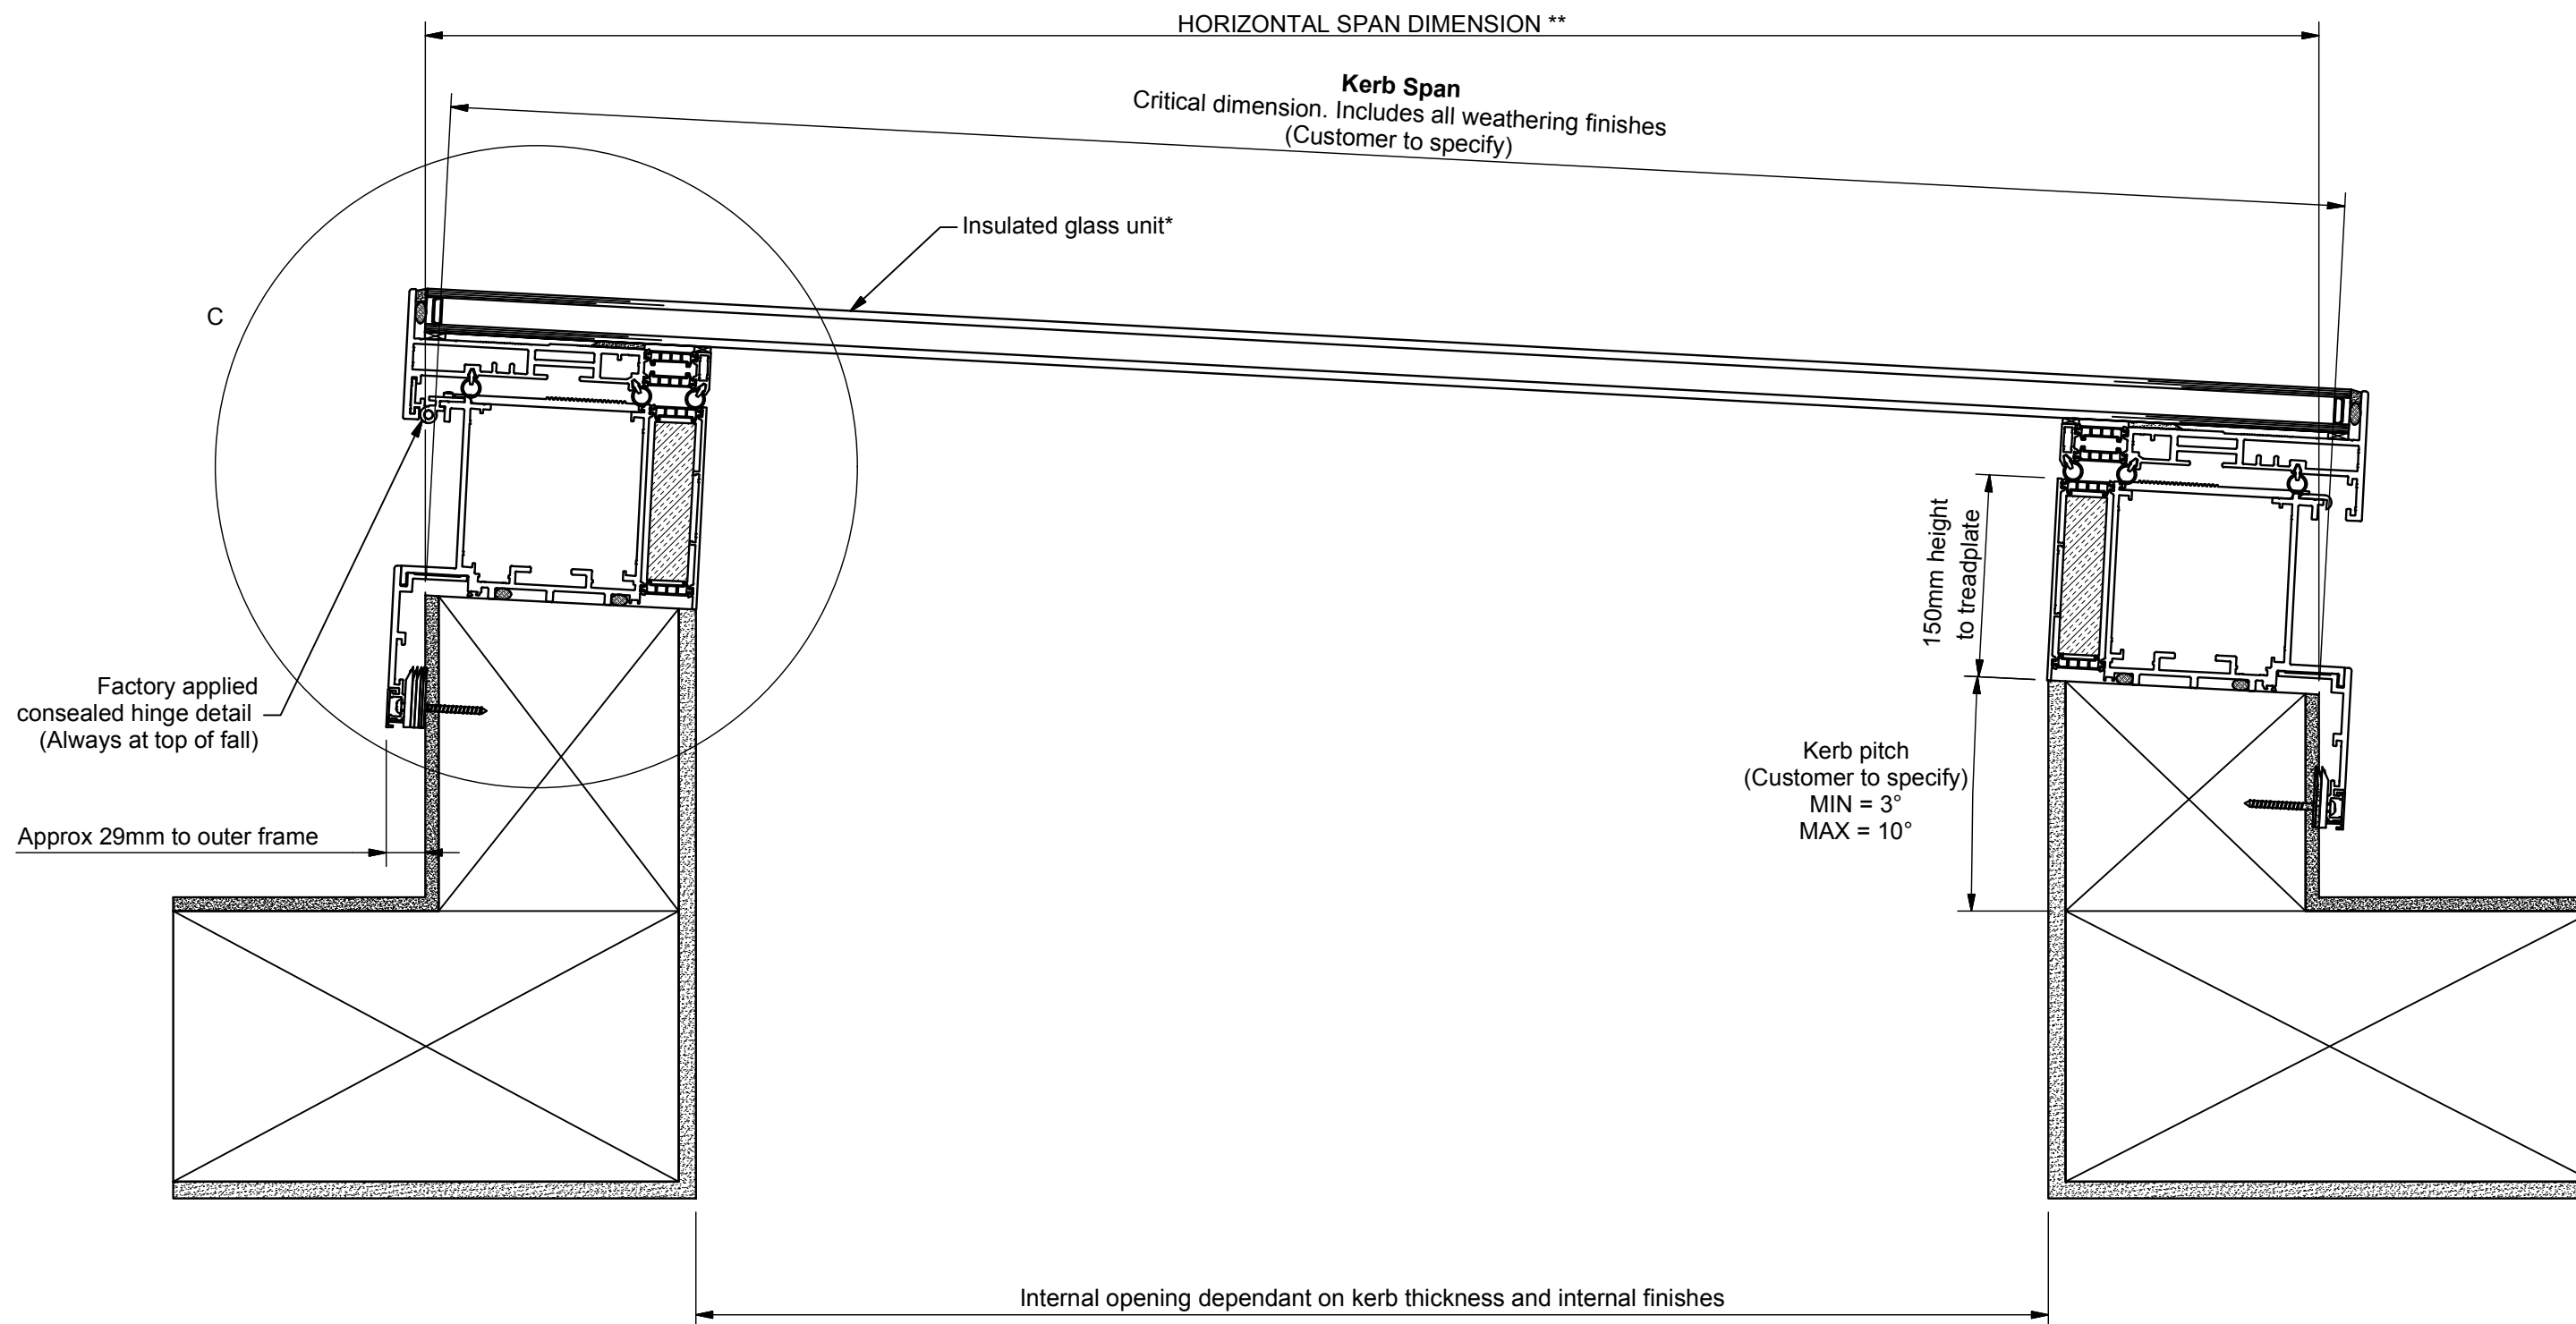 HORIZONTAL SPAN DIMENSION **
Kerb Span
Critical dimension. Includes all weathering finishes
(Customer to specify)
Insulated glass unit*
C
150mm height
to treadplate
Factory applied
consealed hinge detail
(Always at top of fall)
Kerb pitch
(Customer to specify)
MIN = 3°
MAX = 10°
Approx 29mm to outer frame
Internal opening dependant on kerb thickness and internal finishes